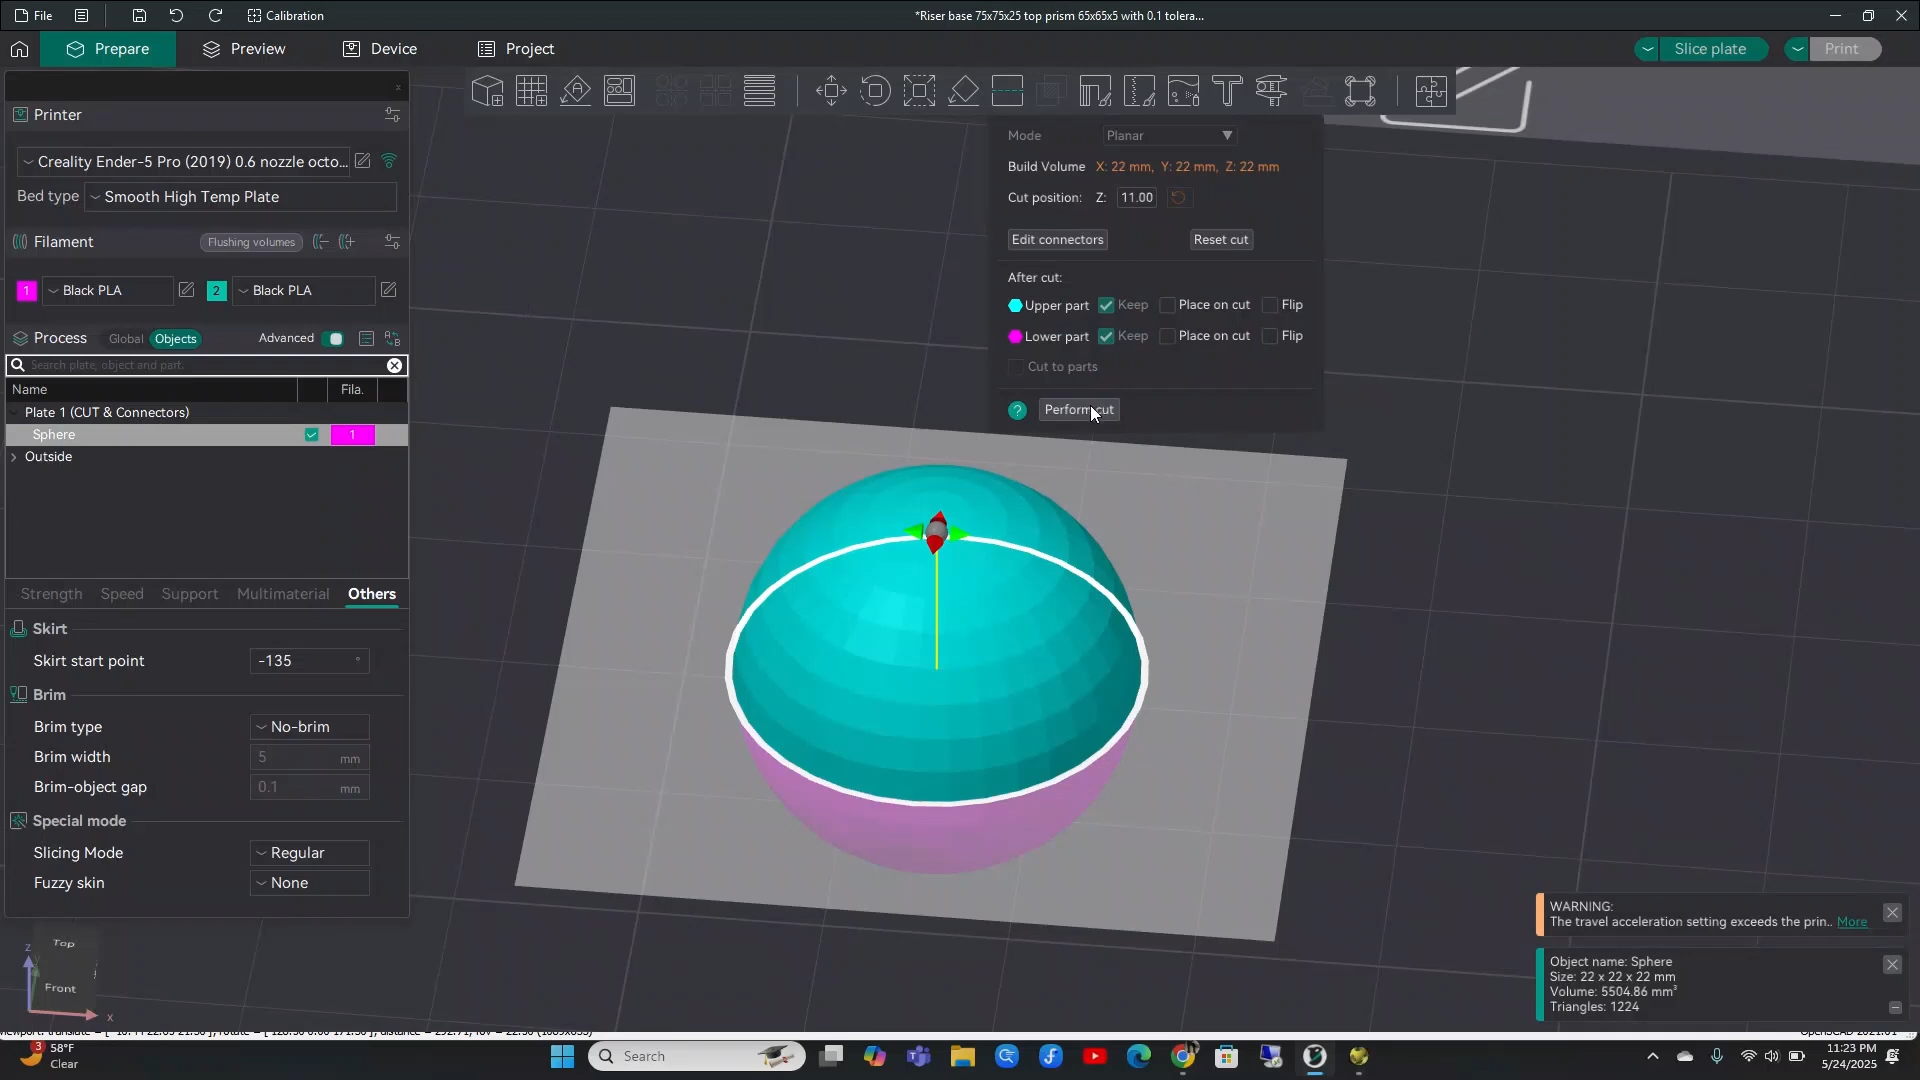 File
Calibration
*Riser base 75x75x25 top prism 65x65x5 with 0.1 tolera...
Prepare
Preview
Device
Project
Slice plate
Print
Printer
Creality Ender-5 Pro (2019) 0.6 nozzle octo...
Bed type
Smooth High Temp Plate
Filament
Flushing volumes
1
Black PLA
2
Black PLA
Process
Global
Objects
Advanced
Search plate, object and part.
Name
Fila.
Plate 1 (CUT & Connectors)
Sphere
1
Outside
Strength
Speed
Support
Multimaterial
Others
Skirt
Skirt start point
-135
°
Brim
Brim type
No-brim
Brim width
5
mm
Brim-object gap
0.1
mm
Special mode
Slicing Mode
Regular
Fuzzy skin
None
Mode
Planar
Build Volume
X: 22 mm, Y: 22 mm, Z: 22 mm
Cut position:
Z:
11.00
Edit connectors
Reset cut
After cut:
Upper part
Keep
Place on cut
Flip
Lower part
Keep
Place on cut
Flip
Cut to parts
?
Perform cut
WARNING:
The travel acceleration setting exceeds the prin.. More
Object name: Sphere
Size: 22 x 22 x 22 mm
Volume: 5504.86 mm³
Triangles: 1224
Top
Front
z
x
3
58°F
Clear
Search
11:23 PM
5/24/2025